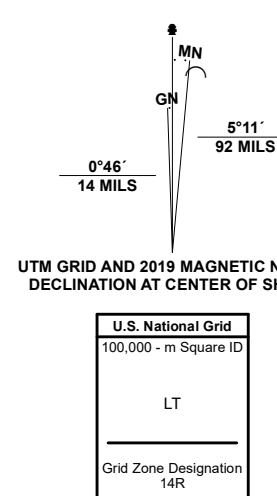 MN
GN
5°11´
92 MILS
0°46´
14 MILS
UTM GRID AND 2019 MAGNETIC
DECLINATION AT CENTER OF
U.S. National Grid
100,000 - m Square ID
LT
Grid Zone Designation
14R